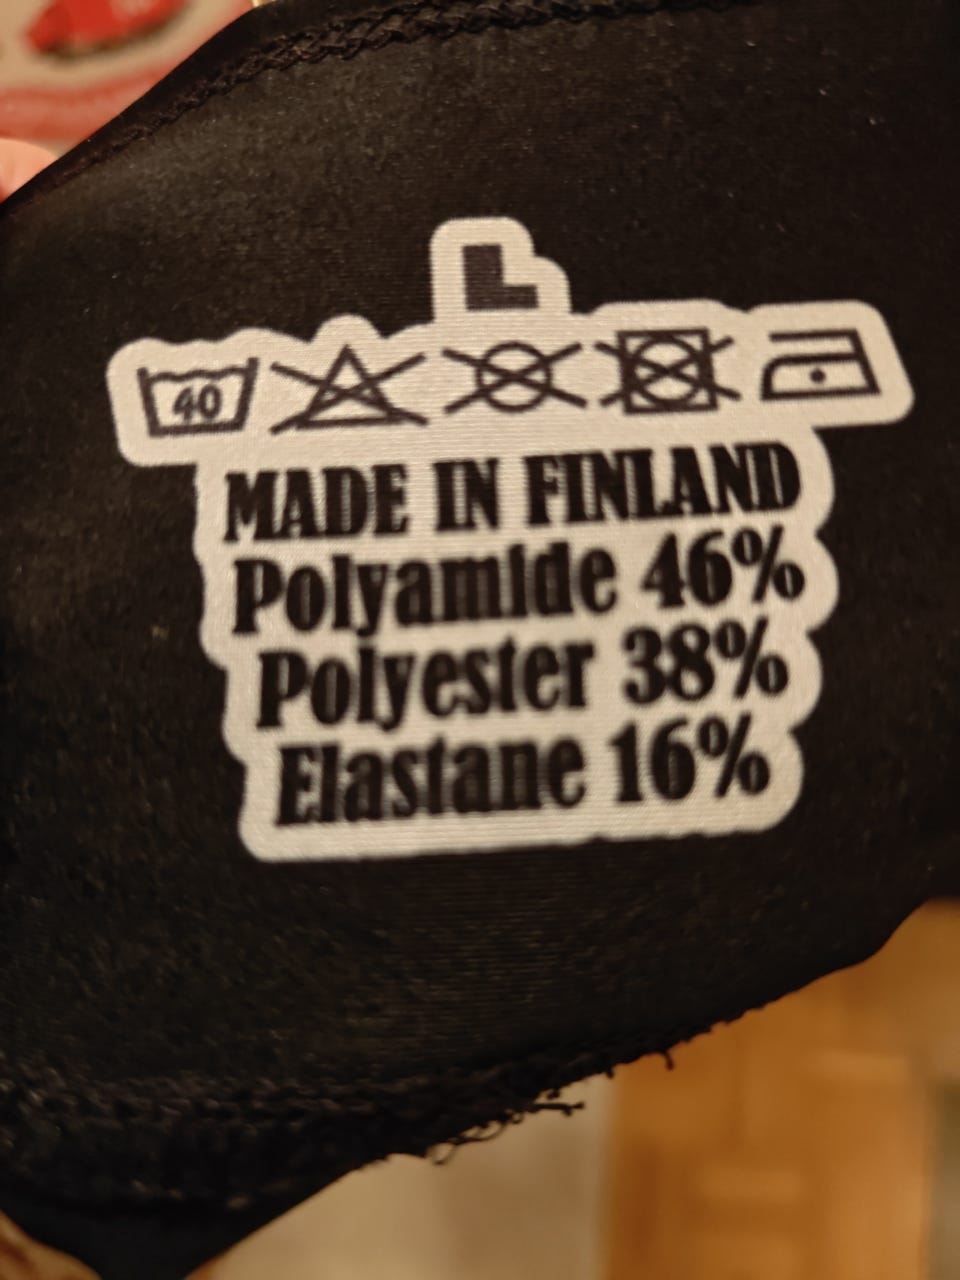 L
40
MADE IN FINLAND
Polyamide 46%
Polyester 38%
Elastane 16%